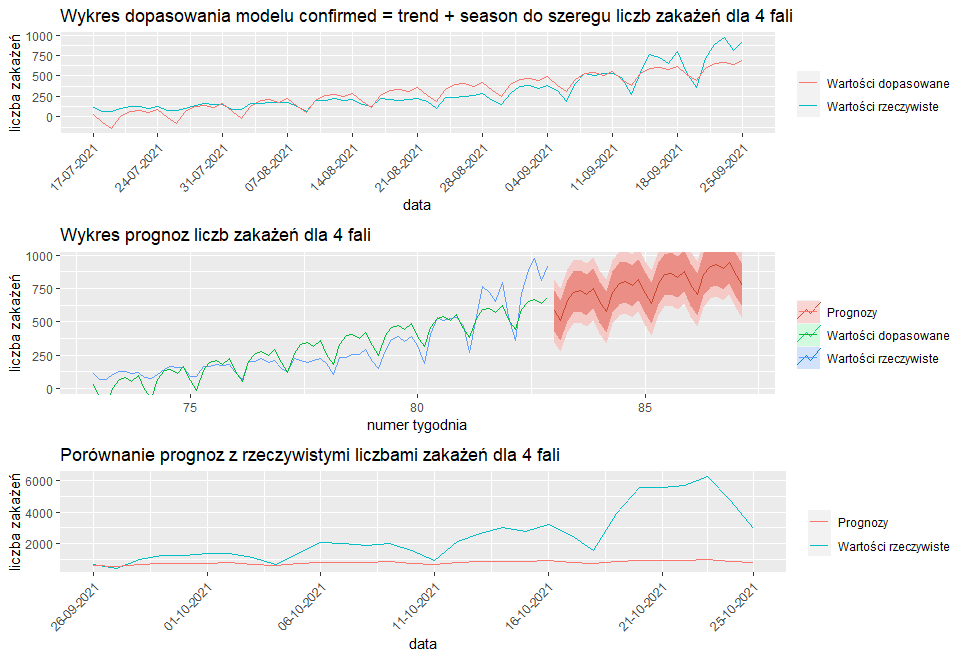 Wykres dopasowania modelu confirmed = trend + season do szeregu liczb zakażeń dla 4 fali
liczba zakażeń
1000
750
500
250
0
17-07-2021
24-07-2021
31-07-2021
07-08-2021
14-08-2021
21-08-2021
28-08-2021
04-09-2021
11-09-2021
18-09-2021
25-09-2021
data
Wartości dopasowane
Wartości rzeczywiste
Wykres prognoz liczb zakażeń dla 4 fali
liczba zakażeń
1000
750
500
250
0
75
80
85
numer tygodnia
Prognozy
Wartości dopasowane
Wartości rzeczywiste
Porównanie prognoz z rzeczywistymi liczbami zakażeń dla 4 fali
liczba zakażeń
6000
4000
2000
26-09-2021
01-10-2021
06-10-2021
11-10-2021
16-10-2021
21-10-2021
25-10-2021
data
Prognozy
Wartości rzeczywiste